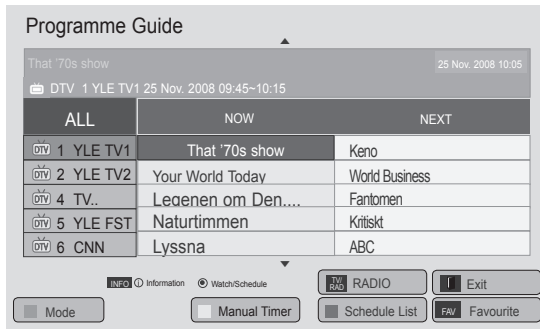 Programme Guide
That '70s show 25 Nov. 2008 10:05
DTV 1 YLE TV1 25 Nov. 2008 09:45~10:15
ALL NOW NEXT
DTV 1 YLE TV1 That '70s show Keno
DTV 2 YLE TV2 Your World Today World Business
DTV 4 TV.. Legenen om Den.... Fantomen
DTV 5 YLE FST Naturtimmen Kritiskt
DTV 6 CNN Lyssna ABC
INFO i Information Watch/Schedule TV/RAD RADIO Exit
Mode Manual Timer Schedule List FAV Favourite